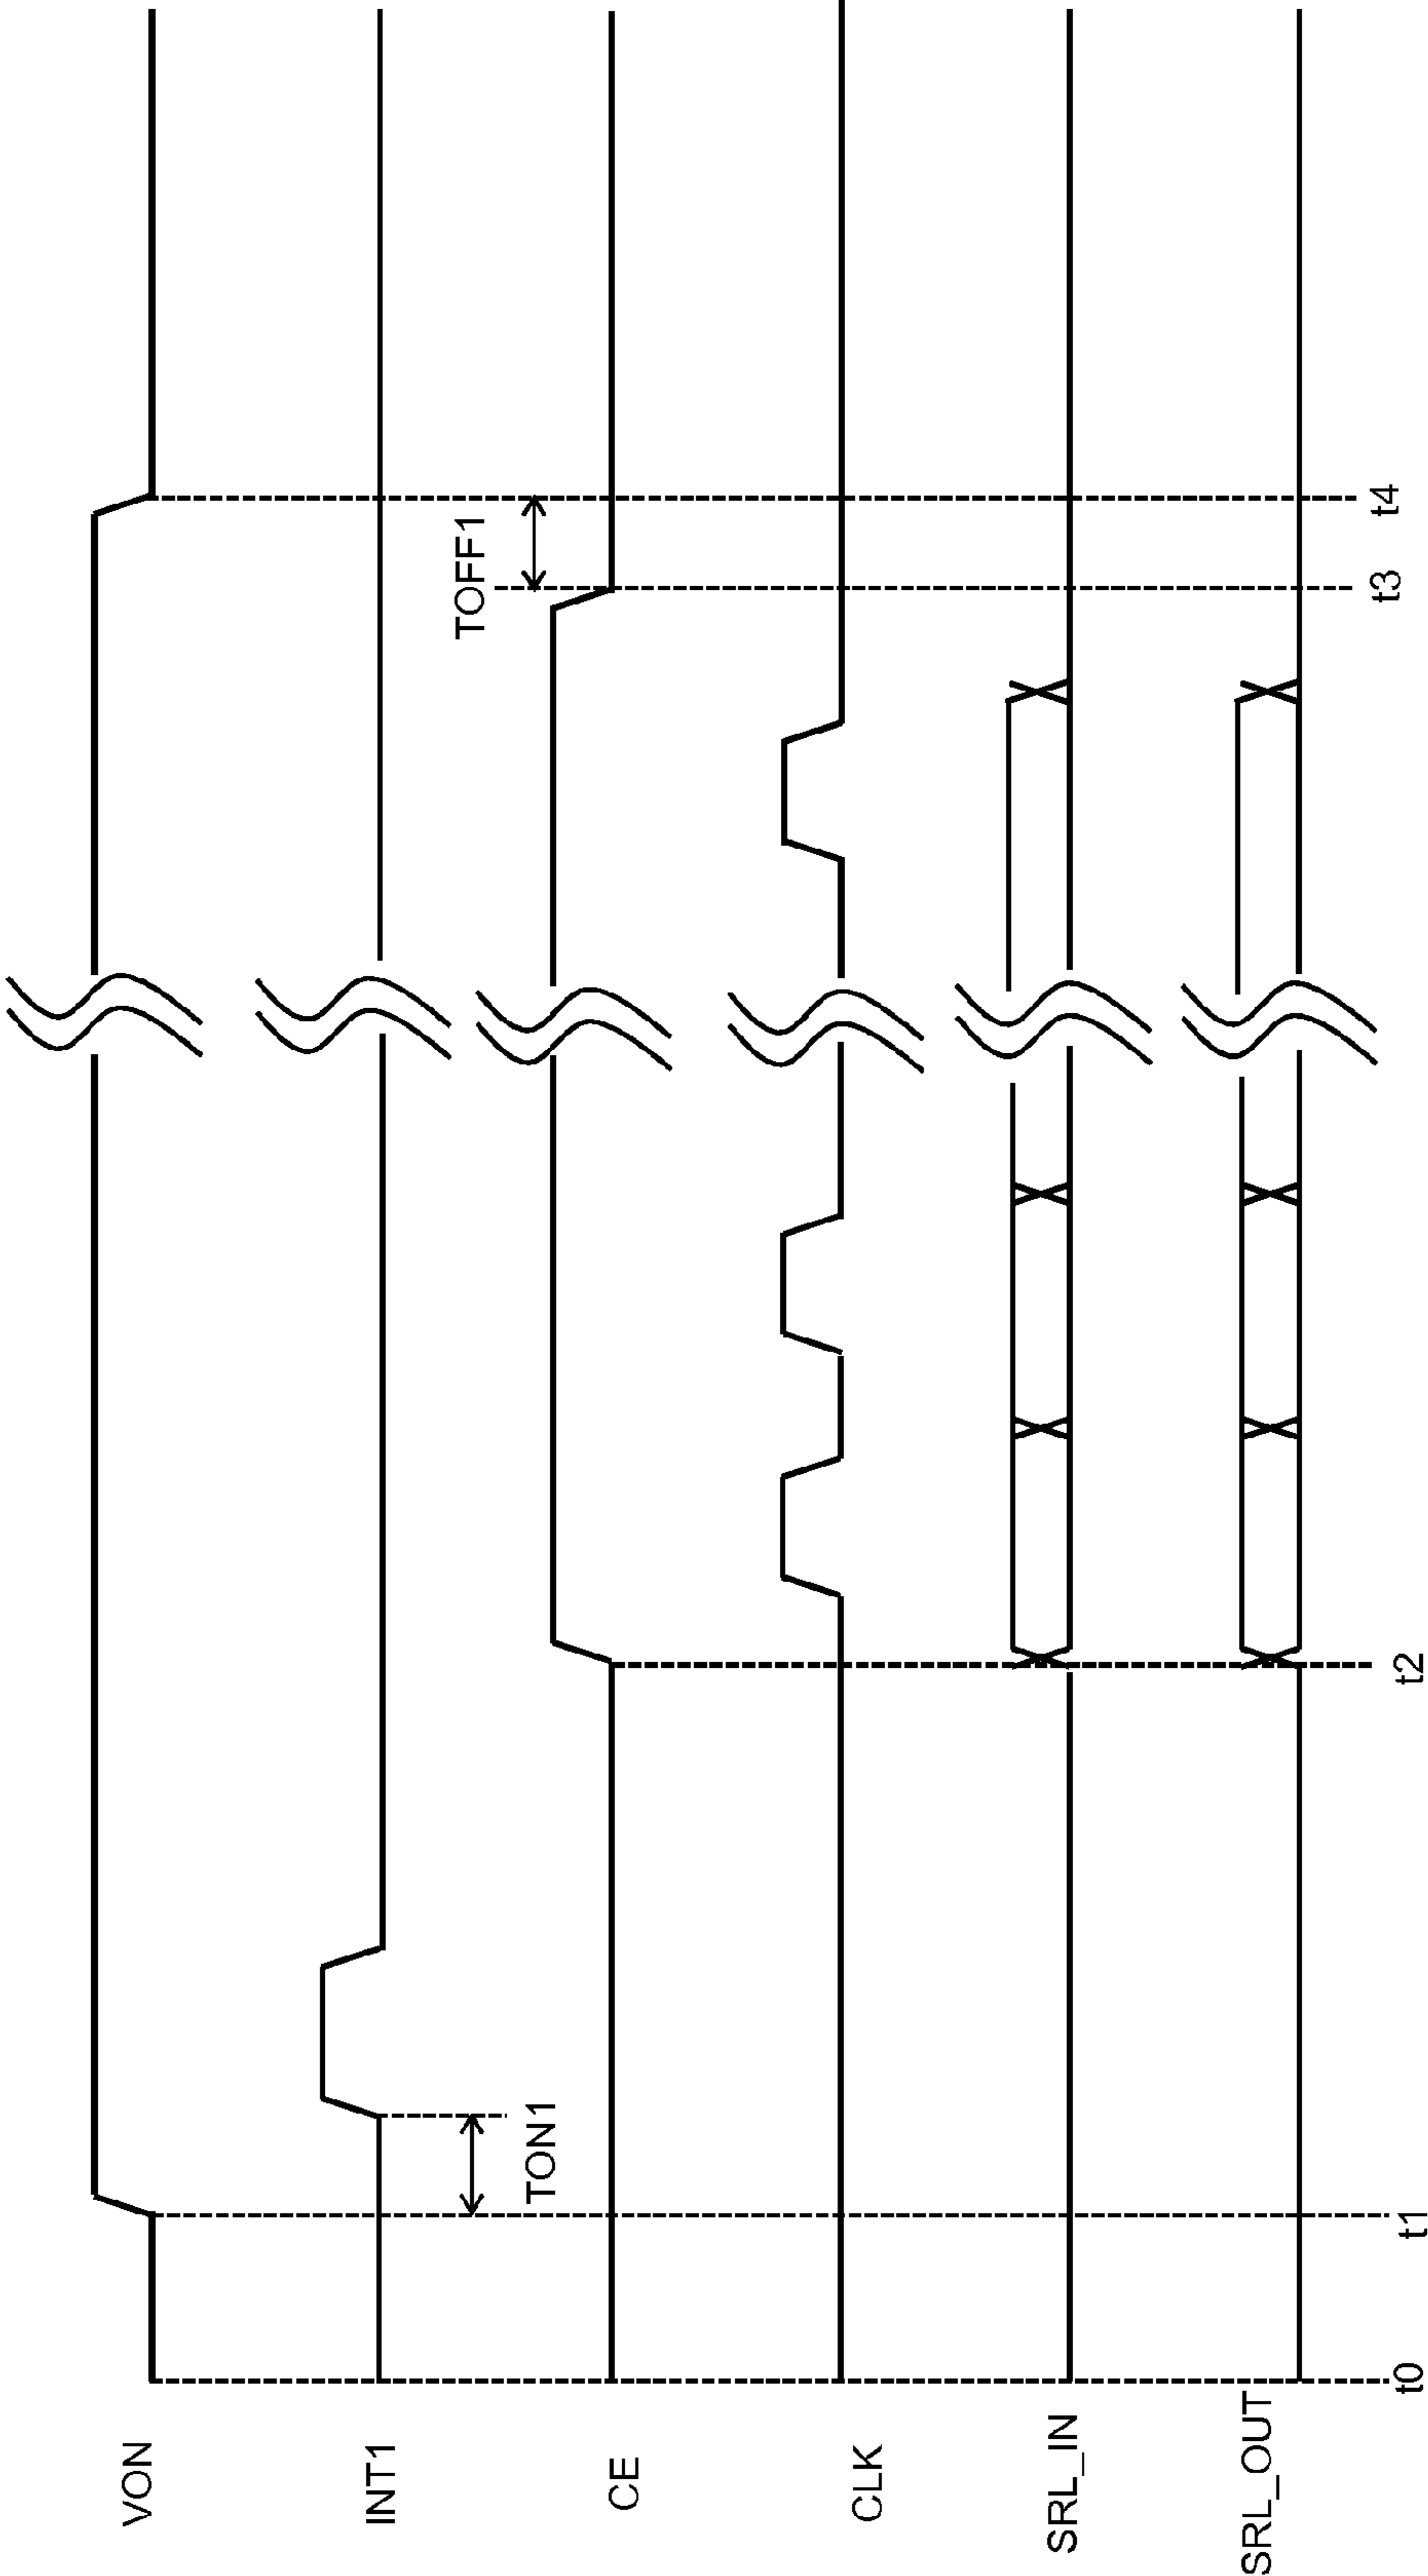 VON
INT1
CE
CLK
SRL_IN
SRL_OUT
TON1
TOFF1
t0
t1
t2
t3
t4